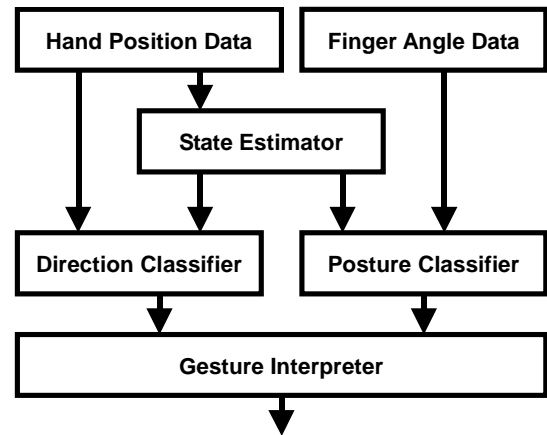 Hand Position Data
Finger Angle Data
State Estimator
Direction Classifier
Posture Classifier
Gesture Interpreter